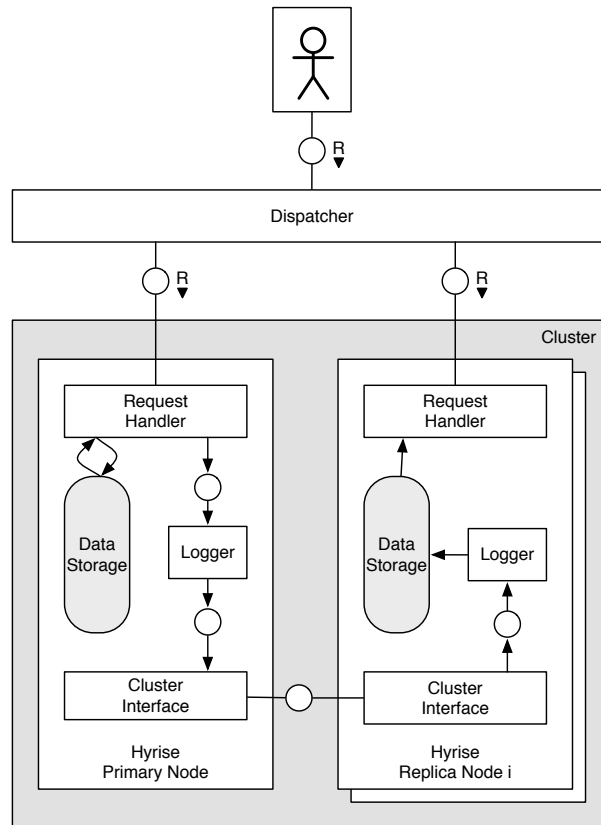 R
Dispatcher
R
R
Cluster
Request
Handler
Request
Handler
Data
Storage
Logger
Data
Storage
Logger
Cluster
Interface
Cluster
Interface
Hyrise
Primary Node
Hyrise
Replica Node i